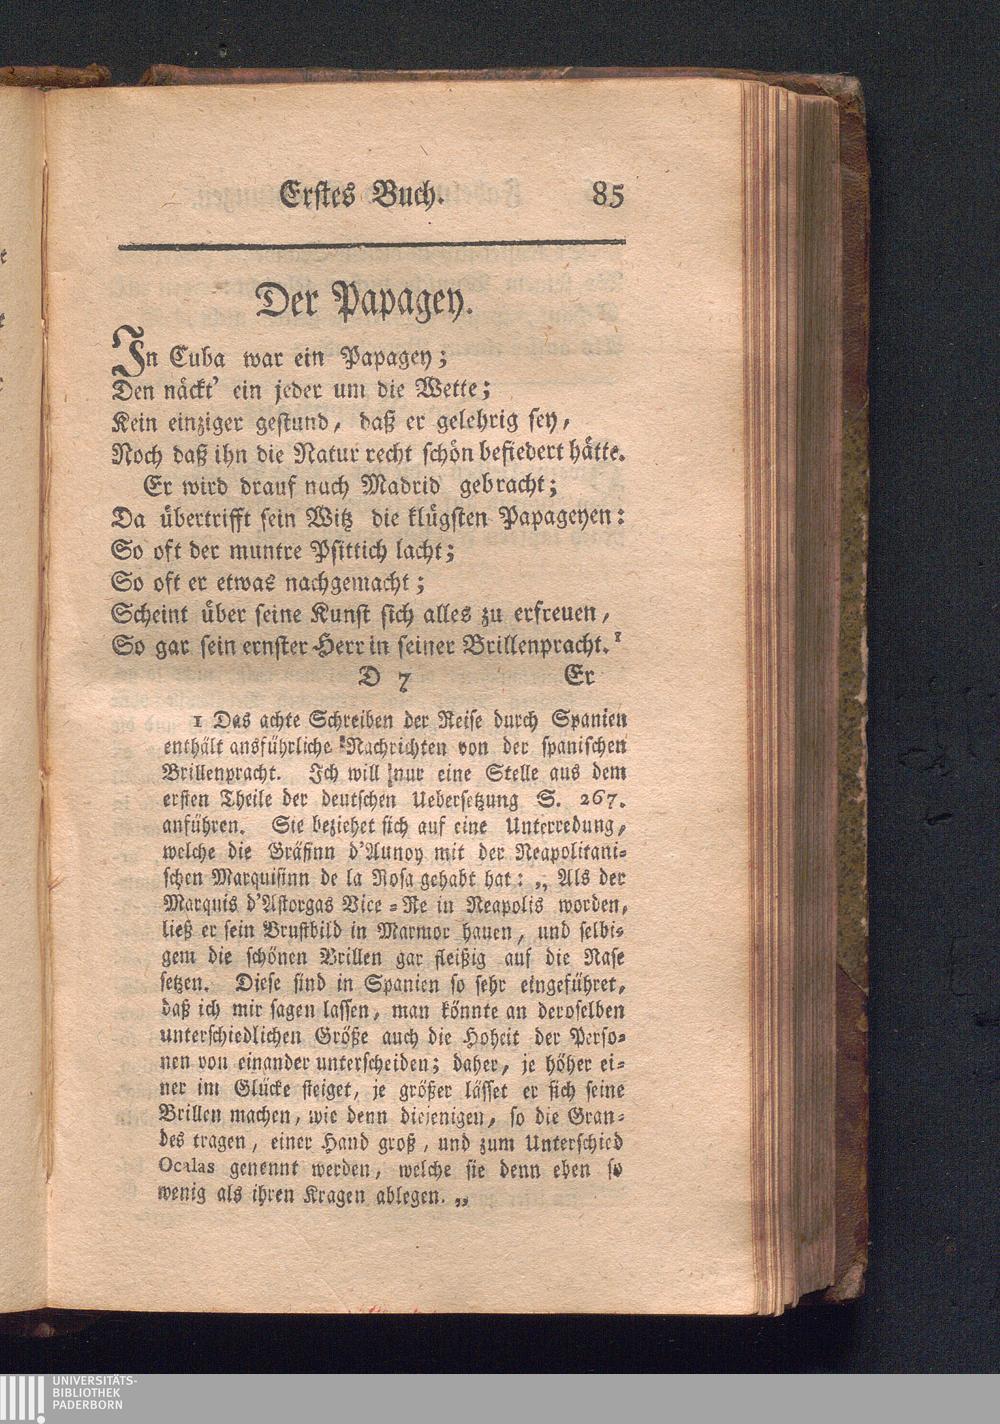 Erstes Buch. 85
Der Papagey.
In Cuba war ein Papagey;
Den näckt’ ein jeder um die Wette;
Kein einziger gestund, daß er gelehrig sey,
Noch daß ihn die Natur recht schön befiedert hätte.
Er wird drauf nach Madrid gebracht;
Da übertrifft sein Witz die klügsten Papageyen:
So oft der muntre Psittich lacht;
So oft er etwas nachgemacht;
Scheint über seine Kunst sich alles zu erfreuen,
So gar sein ernster Herr in seiner Brillenpracht.¹
D 7 Er
1 Das achte Schreiben der Reise durch Spanien
enthält ausführliche Nachrichten von der spanischen
Brillenpracht. Ich will nur eine Stelle aus dem
ersten Theile der deutschen Uebersetzung S. 267.
anführen. Sie beziehet sich auf eine Unterredung,
welche die Gräfinn d’Aunoy mit der Neapolitani-
schen Marquisinn de la Rosa gehabt hat: „Als der
Marquis d’Astorgas Vice-Re in Neapolis worden,
ließ er sein Brustbild in Marmor hauen, und selbi-
gem die schönen Brillen gar fleißig auf die Nase
setzen. Diese sind in Spanien so sehr eingeführet,
daß ich mir sagen lassen, man könnte an deroselben
unterschiedlichen Größe auch die Hoheit der Perso-
nen von einander unterscheiden; daher, je höher ei-
ner im Glücke steiget, je größer lässet er sich seine
Brillen machen, wie denn diejenigen, so die Gran-
des tragen, einer Hand groß, und zum Unterschied
Ocalas genennt werden, welche sie denn eben so
wenig als ihren Kragen ablegen. „
UNIVERSITÄTS-
BIBLIOTHEK
PADERBORN